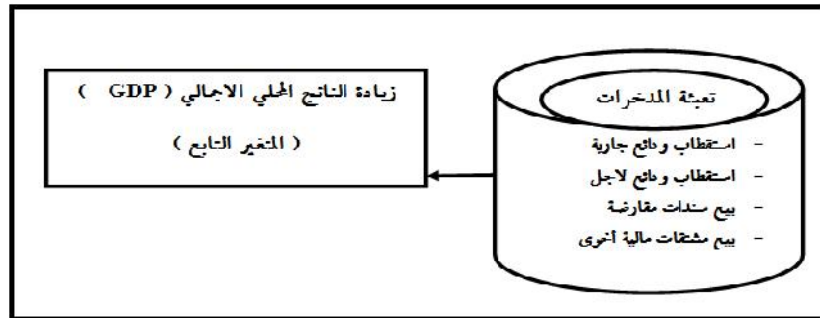 تعبئة المدخرات
- استقطاب ودائع جارية
- استقطاب ودائع لاجل
- بيع سندات مقارضة
- بيع مشتقات مالية أخرى
زيادة الناتج المحلي الاجمالي ( GDP )
( المتغير التابع )